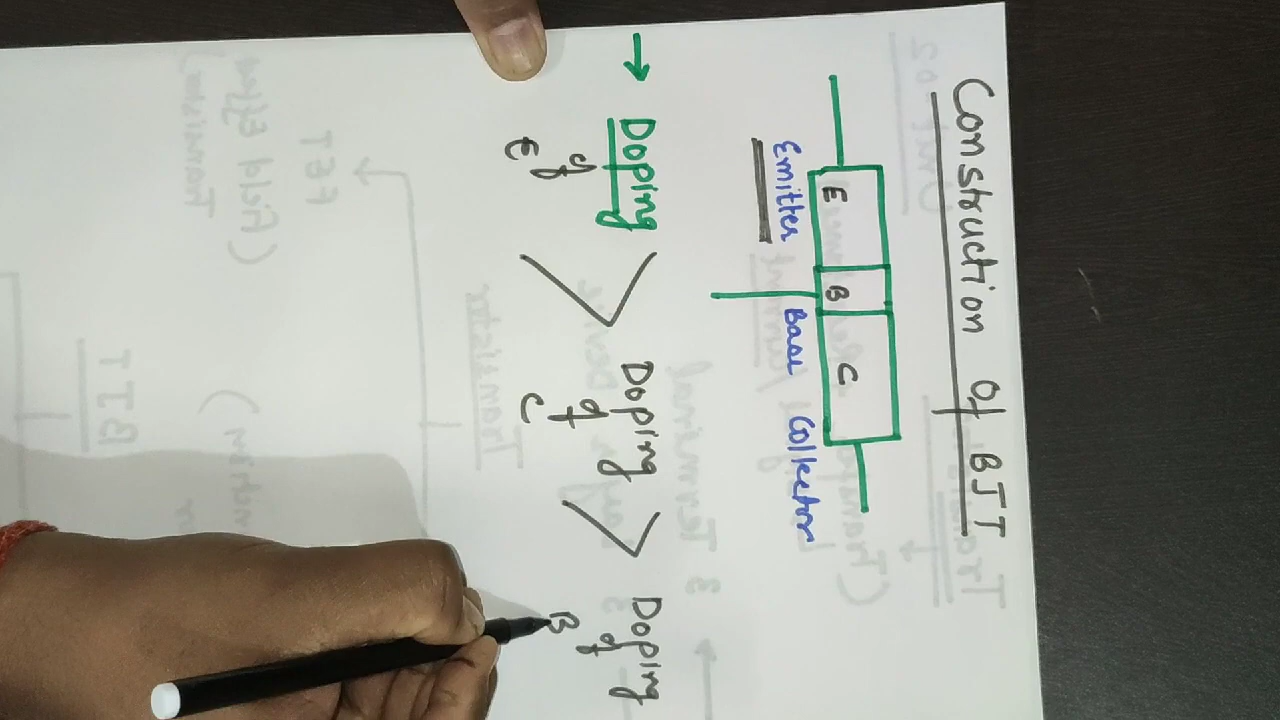 Construction Of BJT
E B C
Emitter Base Collector
→ Doping > Doping > Doping
of of of
E C B